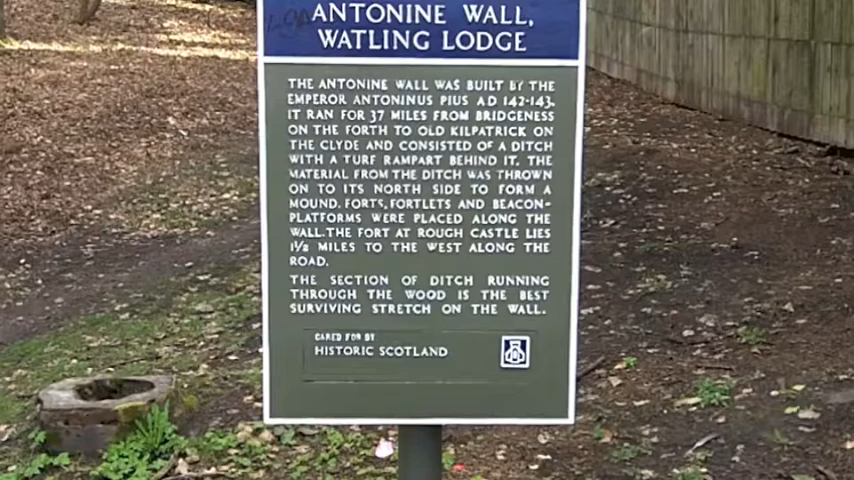 ANTONINE WALL,
WATLING LODGE
THE ANTONINE WALL WAS BUILT BY THE
EMPEROR ANTONINUS PIUS A D 142-143.
IT RAN FOR 37 MILES FROM BRIDGENESS
ON THE FORTH TO OLD KILPATRICK ON
THE CLYDE AND CONSISTED OF A DITCH
WITH A TURF RAMPART BEHIND IT. THE
MATERIAL FROM THE DITCH WAS THROWN
ON TO ITS NORTH SIDE TO FORM A
MOUND. FORTS, FORTLETS AND BEACON-
PLATFORMS WERE PLACED ALONG THE
WALL. THE FORT AT ROUGH CASTLE LIES
1½ MILES TO THE WEST ALONG THE
ROAD.
THE SECTION OF DITCH RUNNING
THROUGH THE WOOD IS THE BEST
SURVIVING STRETCH ON THE WALL.
CARED FOR BY
HISTORIC SCOTLAND